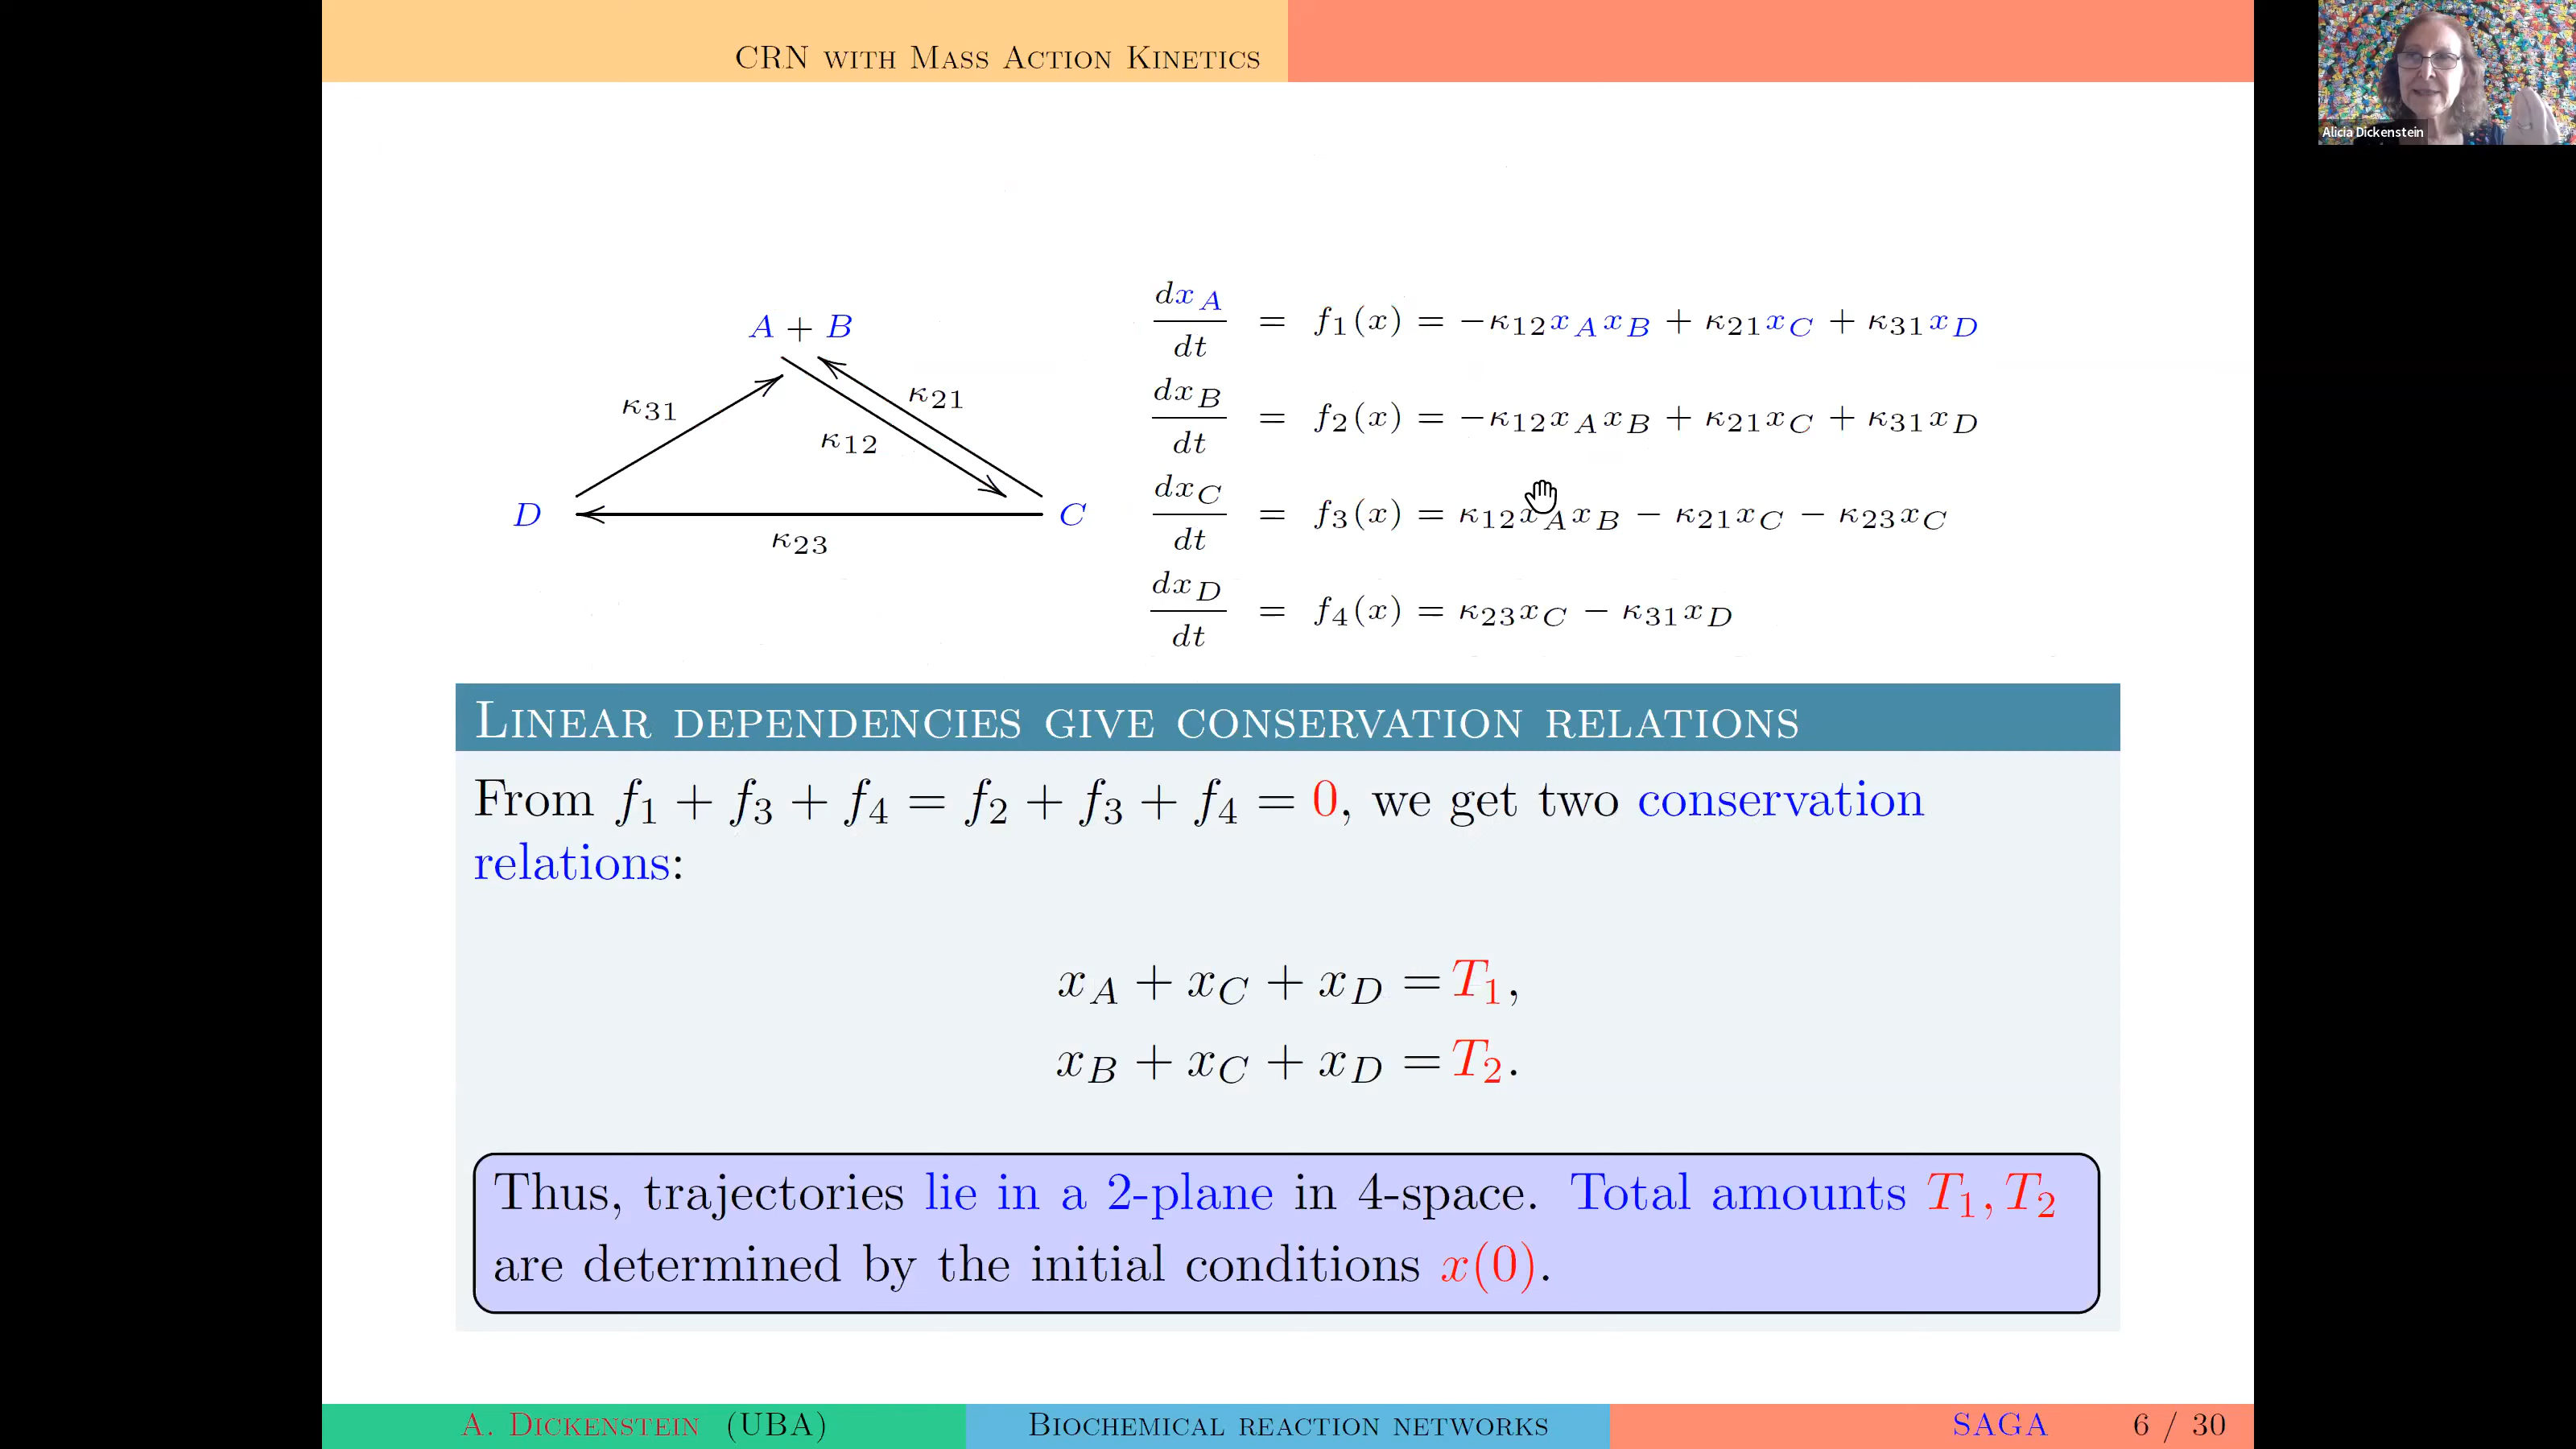 CRN with Mass Action Kinetics
Alicia Dickenstein
A + B
κ31
κ21
κ12
D
C
κ23
dx_A/dt = f1(x) = −κ12 x_A x_B + κ21 x_C + κ31 x_D
dx_B/dt = f2(x) = −κ12 x_A x_B + κ21 x_C + κ31 x_D
dx_C/dt = f3(x) = κ12 x_A x_B − κ21 x_C − κ23 x_C
dx_D/dt = f4(x) = κ23 x_C − κ31 x_D
Linear dependencies give conservation relations
From f1 + f3 + f4 = f2 + f3 + f4 = 0, we get two conservation
relations:
x_A + x_C + x_D = T1,
x_B + x_C + x_D = T2.
Thus, trajectories lie in a 2-plane in 4-space. Total amounts T1, T2
are determined by the initial conditions x(0).
A. Dickenstein (UBA)
Biochemical reaction networks
SAGA
6 / 30